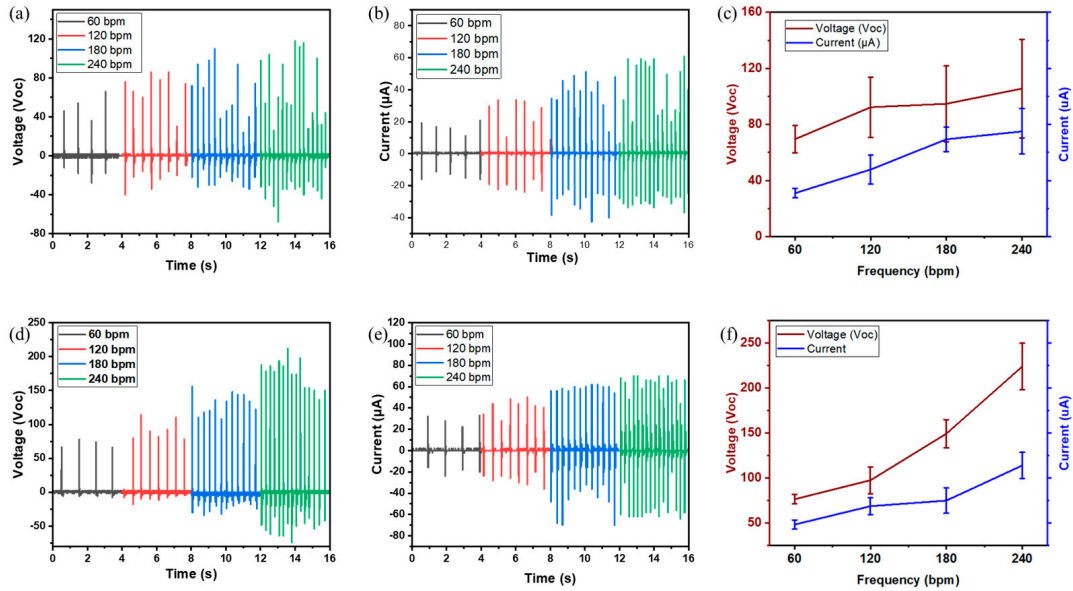 (a)
60 bpm
120 bpm
180 bpm
240 bpm
Voltage (Voc)
120
80
40
0
-40
-80
0 2 4 6 8 10 12 14 16
Time (s)
(b)
60 bpm
120 bpm
180 bpm
240 bpm
Current (µA)
80
60
40
20
0
-20
-40
0 2 4 6 8 10 12 14 16
Time (s)
(c)
Voltage (Voc)
Current (µA)
Voltage (Voc)
160
120
80
40
0
60 120 180 240
Frequency (bpm)
Current (µA)
(d)
60 bpm
120 bpm
180 bpm
240 bpm
Voltage (Voc)
250
200
150
100
50
0
-50
0 2 4 6 8 10 12 14 16
Time (s)
(e)
60 bpm
120 bpm
180 bpm
240 bpm
Current (µA)
120
100
80
60
40
20
0
-20
-40
-60
-80
0 2 4 6 8 10 12 14 16
Time (s)
(f)
Voltage (Voc)
Current
Voltage (Voc)
250
200
150
100
50
60 120 180 240
Frequency (bpm)
Current (uA)